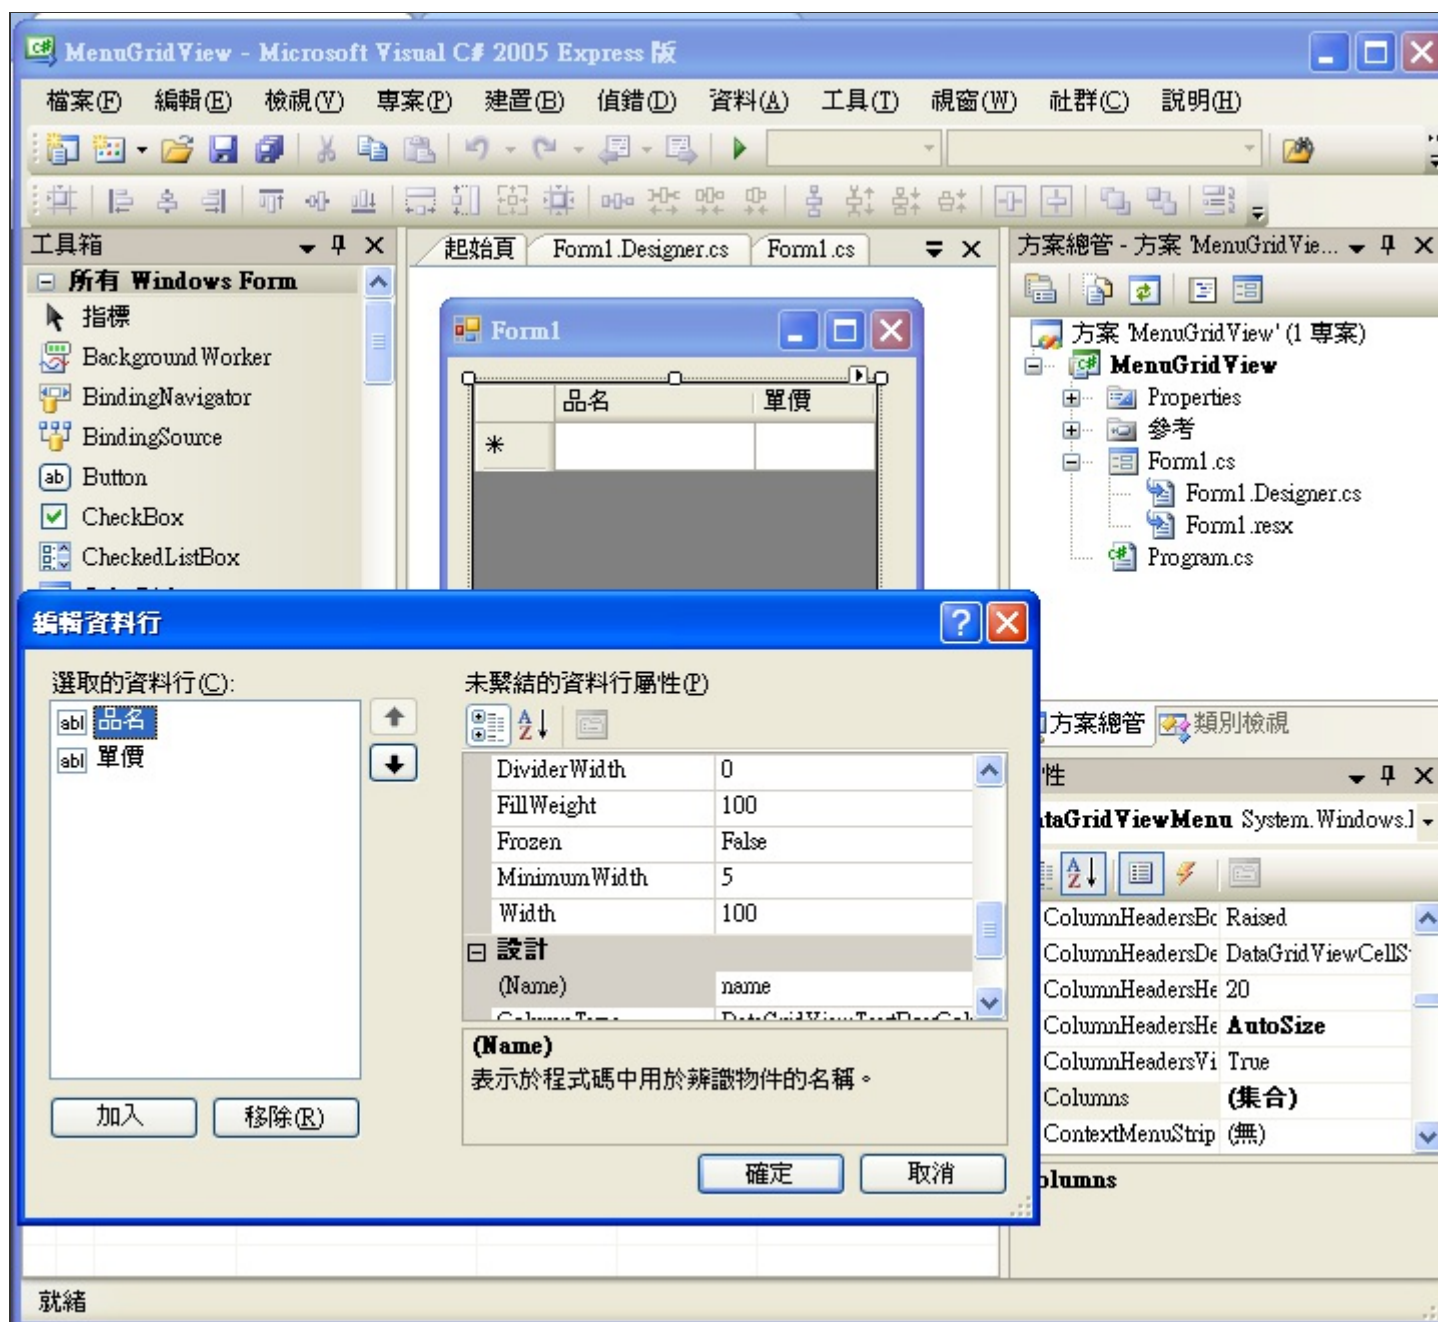 MenuGridView - Microsoft Visual C# 2005 Express 版
檔案(F) 編輯(E) 檢視(V) 專案(P) 建置(B) 偵錯(D) 資料(A) 工具(T) 視窗(W) 社群(C) 說明(H)
工具箱
所有 Windows Form
指標
BackgroundWorker
BindingNavigator
BindingSource
ab Button
CheckBox
CheckedListBox
起始頁 Form1.Designer.cs Form1.cs
Form1
品名 單價
方案總管 - 方案 'MenuGridVie...
方案 'MenuGridView' (1 專案)
MenuGridView
Properties
參考
Form1.cs
Form1.Designer.cs
Form1.resx
Program.cs
編輯資料行
選取的資料行(C):
abl 品名
abl 單價
加入 移除(R)
未繫結的資料行屬性(P)
DividerWidth 0
FillWeight 100
Frozen False
MinimumWidth 5
Width 100
設計
(Name) name
(Name)
表示於程式碼中用於辨識物件的名稱。
確定 取消
方案總管 類別檢視
性
taGridViewMenu System.Windows.
ColumnHeadersBo Raised
ColumnHeadersDe DataGridViewCellS
ColumnHeadersHe 20
ColumnHeadersHe AutoSize
ColumnHeadersVi True
Columns (集合)
ContextMenuStrip (無)
olumns
就緒